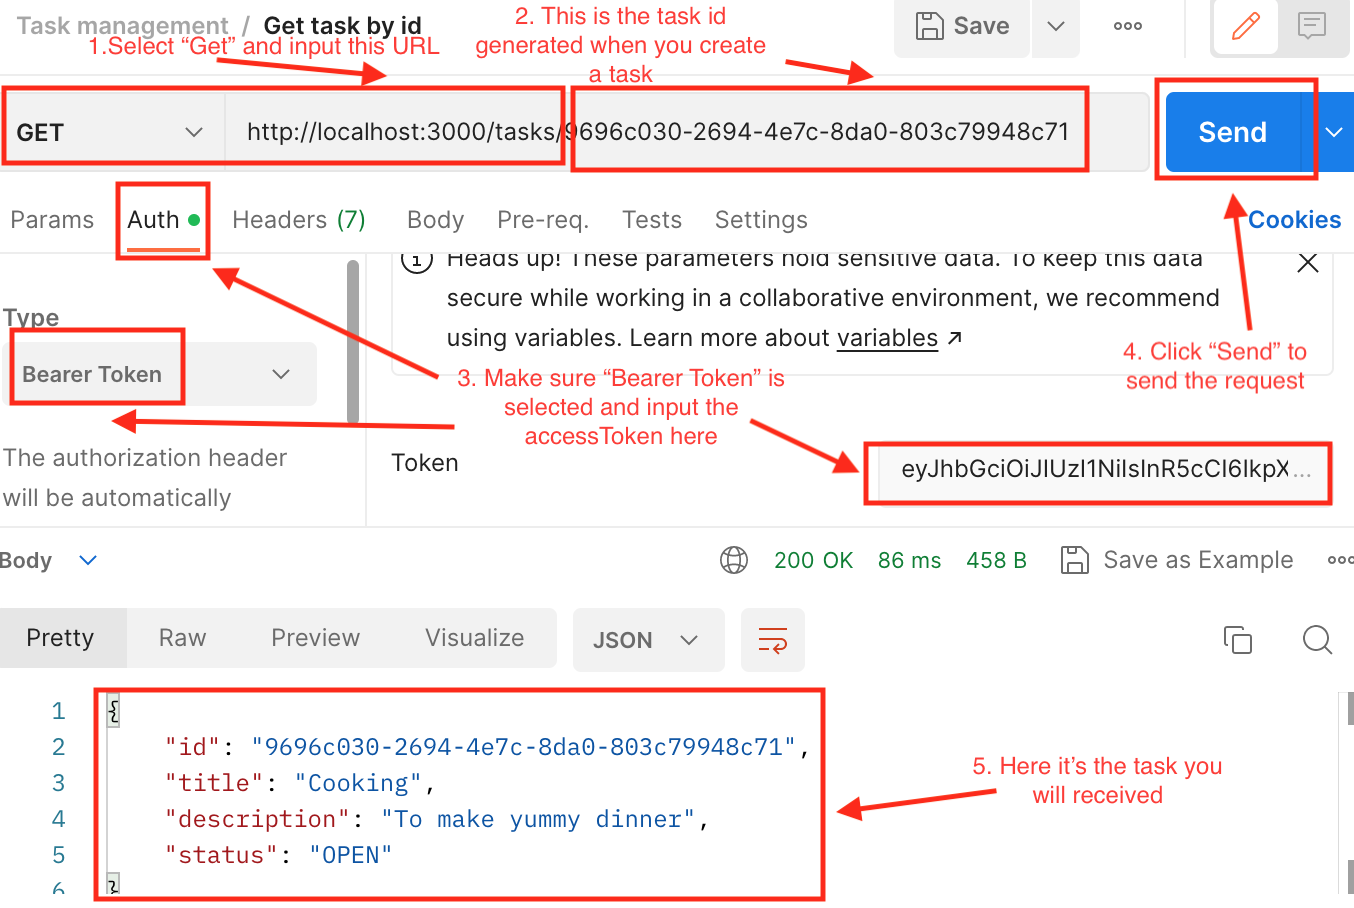 Task management / Get task by id
1.Select “Get” and input this URL
2. This is the task id
generated when you create
a task
Save
GET
http://localhost:3000/tasks/9696c030-2694-4e7c-8da0-803c79948c71
Send
Params Auth Headers (7) Body Pre-req. Tests Settings
Cookies
Heads up! These parameters hold sensitive data. To keep this data
secure while working in a collaborative environment, we recommend
using variables. Learn more about variables ↗
Type
Bearer Token
The authorization header
will be automatically
3. Make sure “Bearer Token” is
selected and input the
accessToken here
4. Click “Send” to
send the request
Token
eyJhbGciOiJIUzI1NiIsInR5cCI6IkpX...
Body
200 OK 86 ms 458 B Save as Example
Pretty Raw Preview Visualize JSON
1 {
2 "id": "9696c030-2694-4e7c-8da0-803c79948c71",
3 "title": "Cooking",
4 "description": "To make yummy dinner",
5 "status": "OPEN"
6 }
5. Here it’s the task you
will received